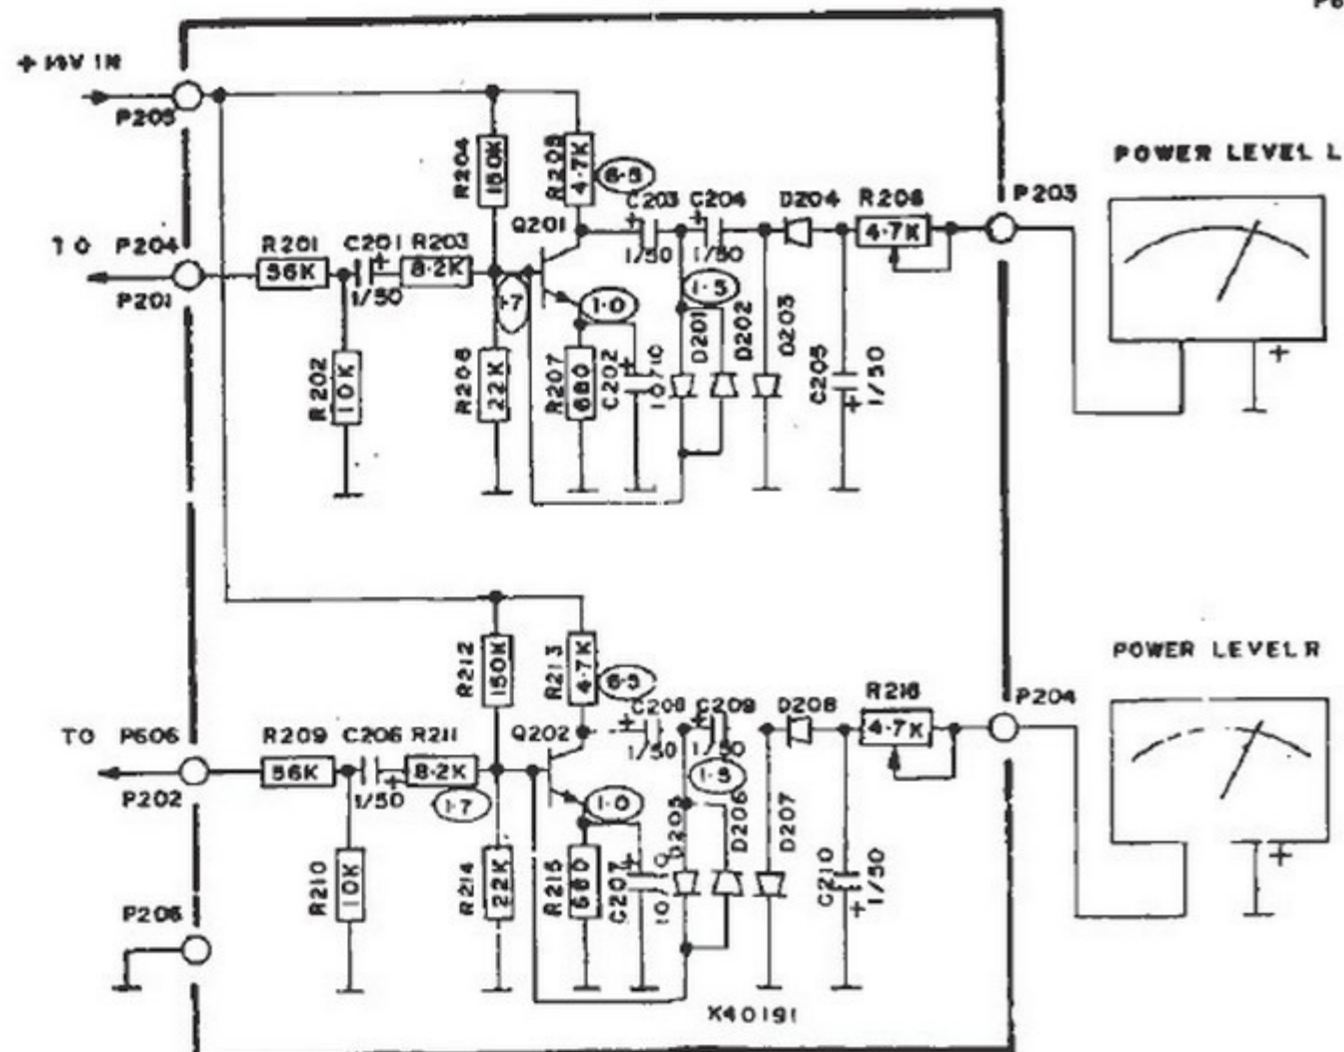 P6
+ 14V IN
P205
R204
150K
R205
4.7K
6.5
POWER LEVEL L
P203
C203
C204
D204
R206
4.7K
Q201
TO P204
R201
C201
R203
56K
8.2K
1/50
1/50
1/50
P201
1.7
1.0
1.5
D201
D202
D203
R202
10K
22K
R207
680
C202
10/10
C205
1/50
+
POWER LEVEL R
P204
R212
150K
R213
4.7K
C209
D208
R216
4.7K
Q202
1/50
1/50
TO P606
R209
C206
R211
56K
8.2K
P202
1/50
1.7
1.0
1.5
D205
D206
D207
R210
10K
R214
22K
R215
680
C207
10/10
C210
1/50
+
X40191